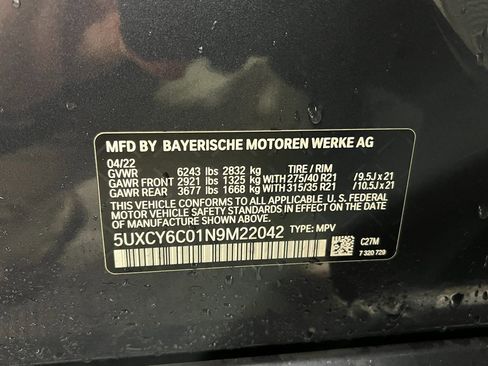 MFD BY BAYERISCHE MOTOREN WERKE AG
04/22
GVWR 6243 lbs 2832 kg TIRE / RIM
GAWR FRONT 2921 lbs 1325 kg WITH 275/40 R21 / 9.5J x 21
GAWR REAR 3677 lbs 1668 kg WITH 315/35 R21 / 10.5J x 21
THIS VEHICLE CONFORMS TO ALL APPLICABLE U.S. FEDERAL
MOTOR VEHICLE SAFETY STANDARDS IN EFFECT ON THE DATE
OF MANUFACTURE SHOWN ABOVE.
5UXCY6C01N9M22042 TYPE: MPV
C27M
7 320 729